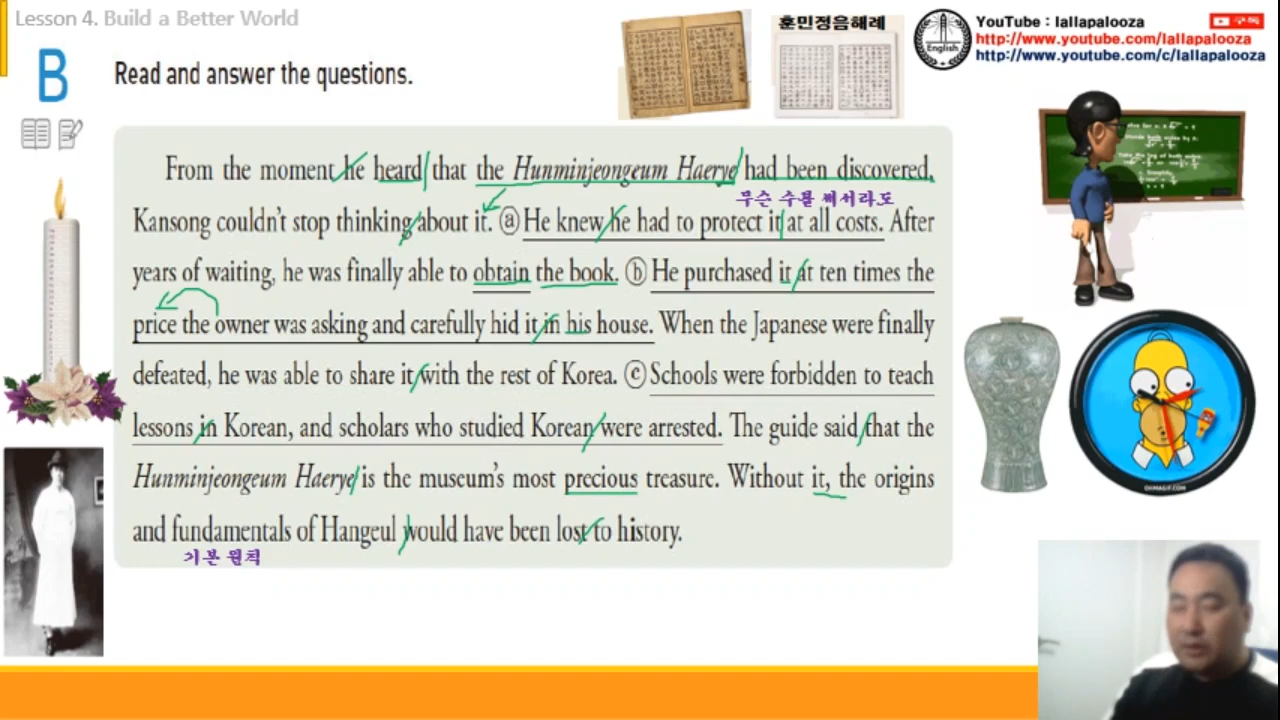 Lesson 4. Build a Better World
훈민정음해례
English
YouTube : lallapalooza
구독
http://www.youtube.com/lallapalooza
http://www.youtube.com/c/lallapalooza
B
Read and answer the questions.
From the moment he heard that the Hunminjeongeum Haerye had been discovered,
무슨 수를 써서라도
Kansong couldn't stop thinking about it. ⓐ He knew he had to protect it at all costs. After
years of waiting, he was finally able to obtain the book. ⓑ He purchased it at ten times the
price the owner was asking and carefully hid it in his house. When the Japanese were finally
defeated, he was able to share it with the rest of Korea. ⓒ Schools were forbidden to teach
lessons in Korean, and scholars who studied Korean were arrested. The guide said that the
Hunminjeongeum Haerye is the museum's most precious treasure. Without it, the origins
and fundamentals of Hangeul would have been lost to history.
기본 원칙